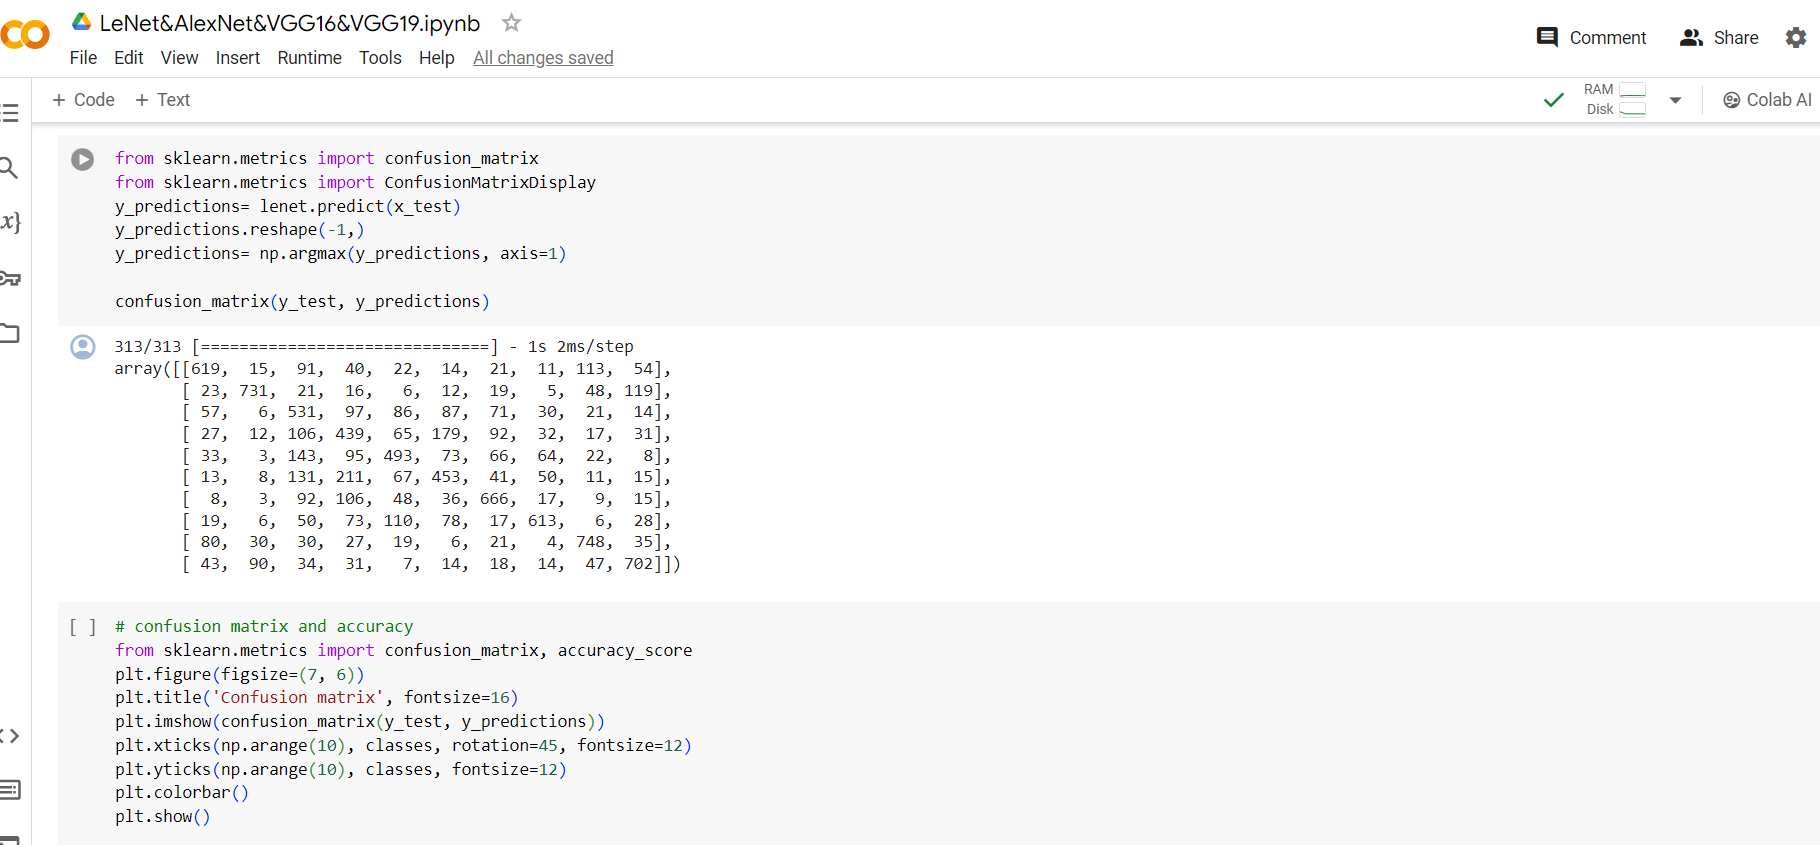 LeNet&AlexNet&VGG16&VGG19.ipynb
File Edit View Insert Runtime Tools Help All changes saved
Comment Share
+ Code + Text
RAM
Disk
Colab AI
from sklearn.metrics import confusion_matrix
from sklearn.metrics import ConfusionMatrixDisplay
y_predictions= lenet.predict(x_test)
y_predictions.reshape(-1,)
y_predictions= np.argmax(y_predictions, axis=1)
confusion_matrix(y_test, y_predictions)
313/313 [==============================] - 1s 2ms/step
array([[619,  15,  91,  40,  22,  14,  21,  11, 113,  54],
       [ 23, 731,  21,  16,   6,  12,  19,   5,  48, 119],
       [ 57,   6, 531,  97,  86,  87,  71,  30,  21,  14],
       [ 27,  12, 106, 439,  65, 179,  92,  32,  17,  31],
       [ 33,   3, 143,  95, 493,  73,  66,  64,  22,   8],
       [ 13,   8, 131, 211,  67, 453,  41,  50,  11,  15],
       [  8,   3,  92, 106,  48,  36, 666,  17,   9,  15],
       [ 19,   6,  50,  73, 110,  78,  17, 613,   6,  28],
       [ 80,  30,  30,  27,  19,   6,  21,   4, 748,  35],
       [ 43,  90,  34,  31,   7,  14,  18,  14,  47, 702]])
[ ] # confusion matrix and accuracy
from sklearn.metrics import confusion_matrix, accuracy_score
plt.figure(figsize=(7, 6))
plt.title('Confusion matrix', fontsize=16)
plt.imshow(confusion_matrix(y_test, y_predictions))
plt.xticks(np.arange(10), classes, rotation=45, fontsize=12)
plt.yticks(np.arange(10), classes, fontsize=12)
plt.colorbar()
plt.show()